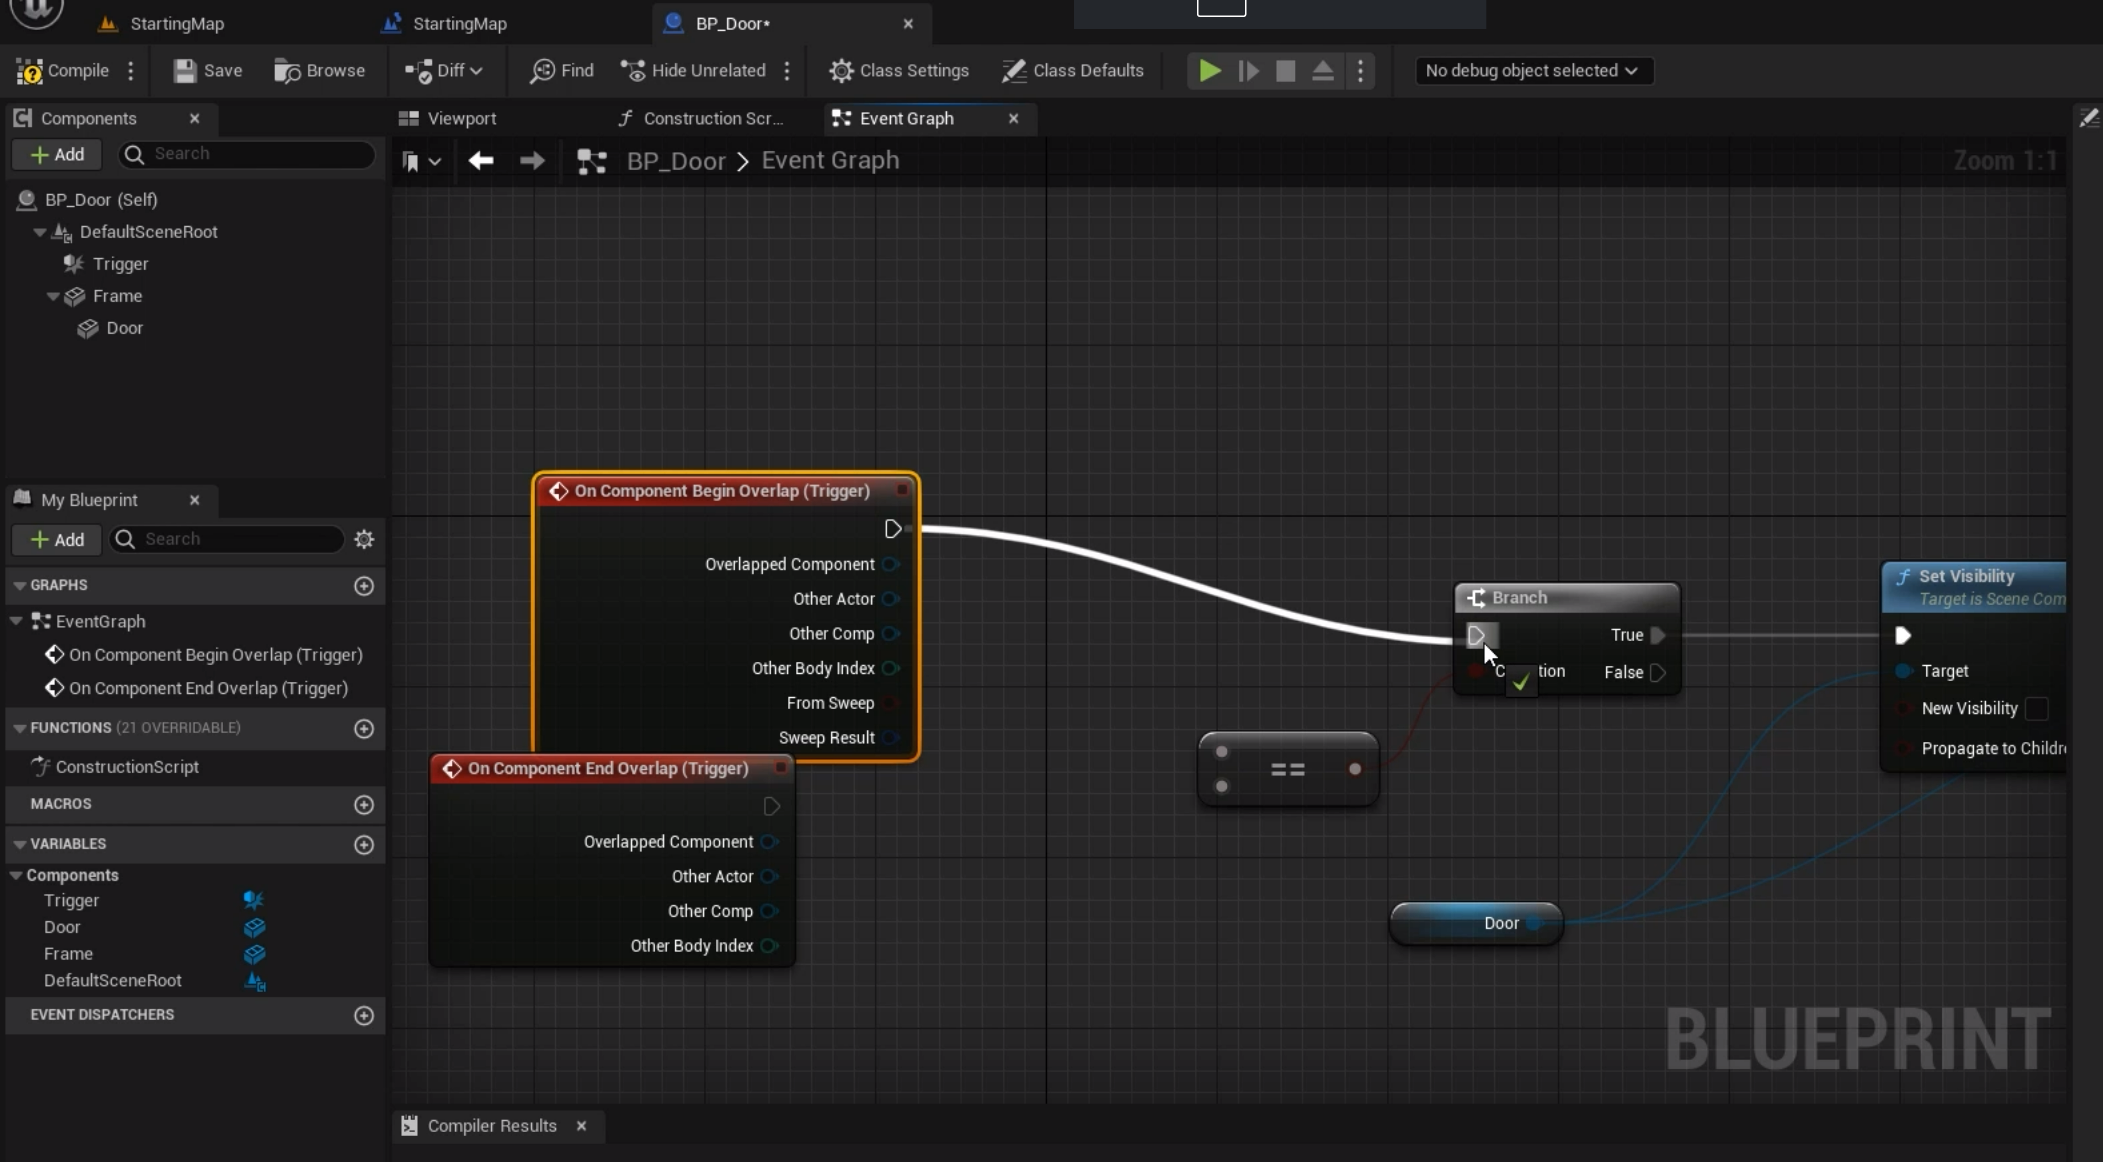 StartingMap
StartingMap
BP_Door*
Compile
Save
Browse
Diff
Find
Hide Unrelated
Class Settings
Class Defaults
No debug object selected
Components
Add
Search
BP_Door (Self)
DefaultSceneRoot
Trigger
Frame
Door
My Blueprint
Add
Search
GRAPHS
EventGraph
On Component Begin Overlap (Trigger)
On Component End Overlap (Trigger)
FUNCTIONS (21 OVERRIDABLE)
ConstructionScript
MACROS
VARIABLES
Components
Trigger
Door
Frame
DefaultSceneRoot
EVENT DISPATCHERS
Viewport
Construction Scr...
Event Graph
BP_Door > Event Graph
Zoom 1:1
On Component Begin Overlap (Trigger)
Overlapped Component
Other Actor
Other Comp
Other Body Index
From Sweep
Sweep Result
On Component End Overlap (Trigger)
Overlapped Component
Other Actor
Other Comp
Other Body Index
==
Branch
True
False
Door
Set Visibility
Target is Scene Com
Target
New Visibility
Propagate to Childr
BLUEPRINT
Compiler Results